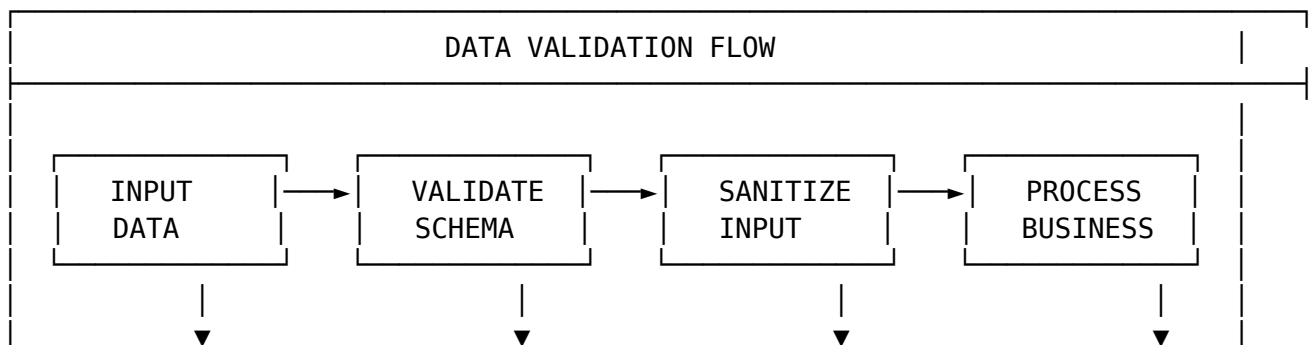 DATA VALIDATION FLOW
INPUT VALIDATE SANITIZE PROCESS
DATA SCHEMA INPUT BUSINESS